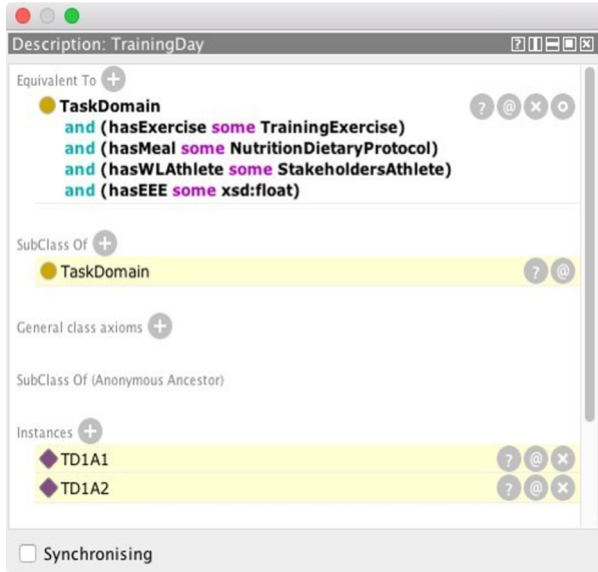 Description: TrainingDay
Equivalent To
TaskDomain
and (hasExercise some TrainingExercise)
and (hasMeal some NutritionDietaryProtocol)
and (hasWLAthlete some StakeholdersAthlete)
and (hasEEE some xsd:float)
SubClass Of
TaskDomain
General class axioms
SubClass Of (Anonymous Ancestor)
Instances
TD1A1
TD1A2
Synchronising